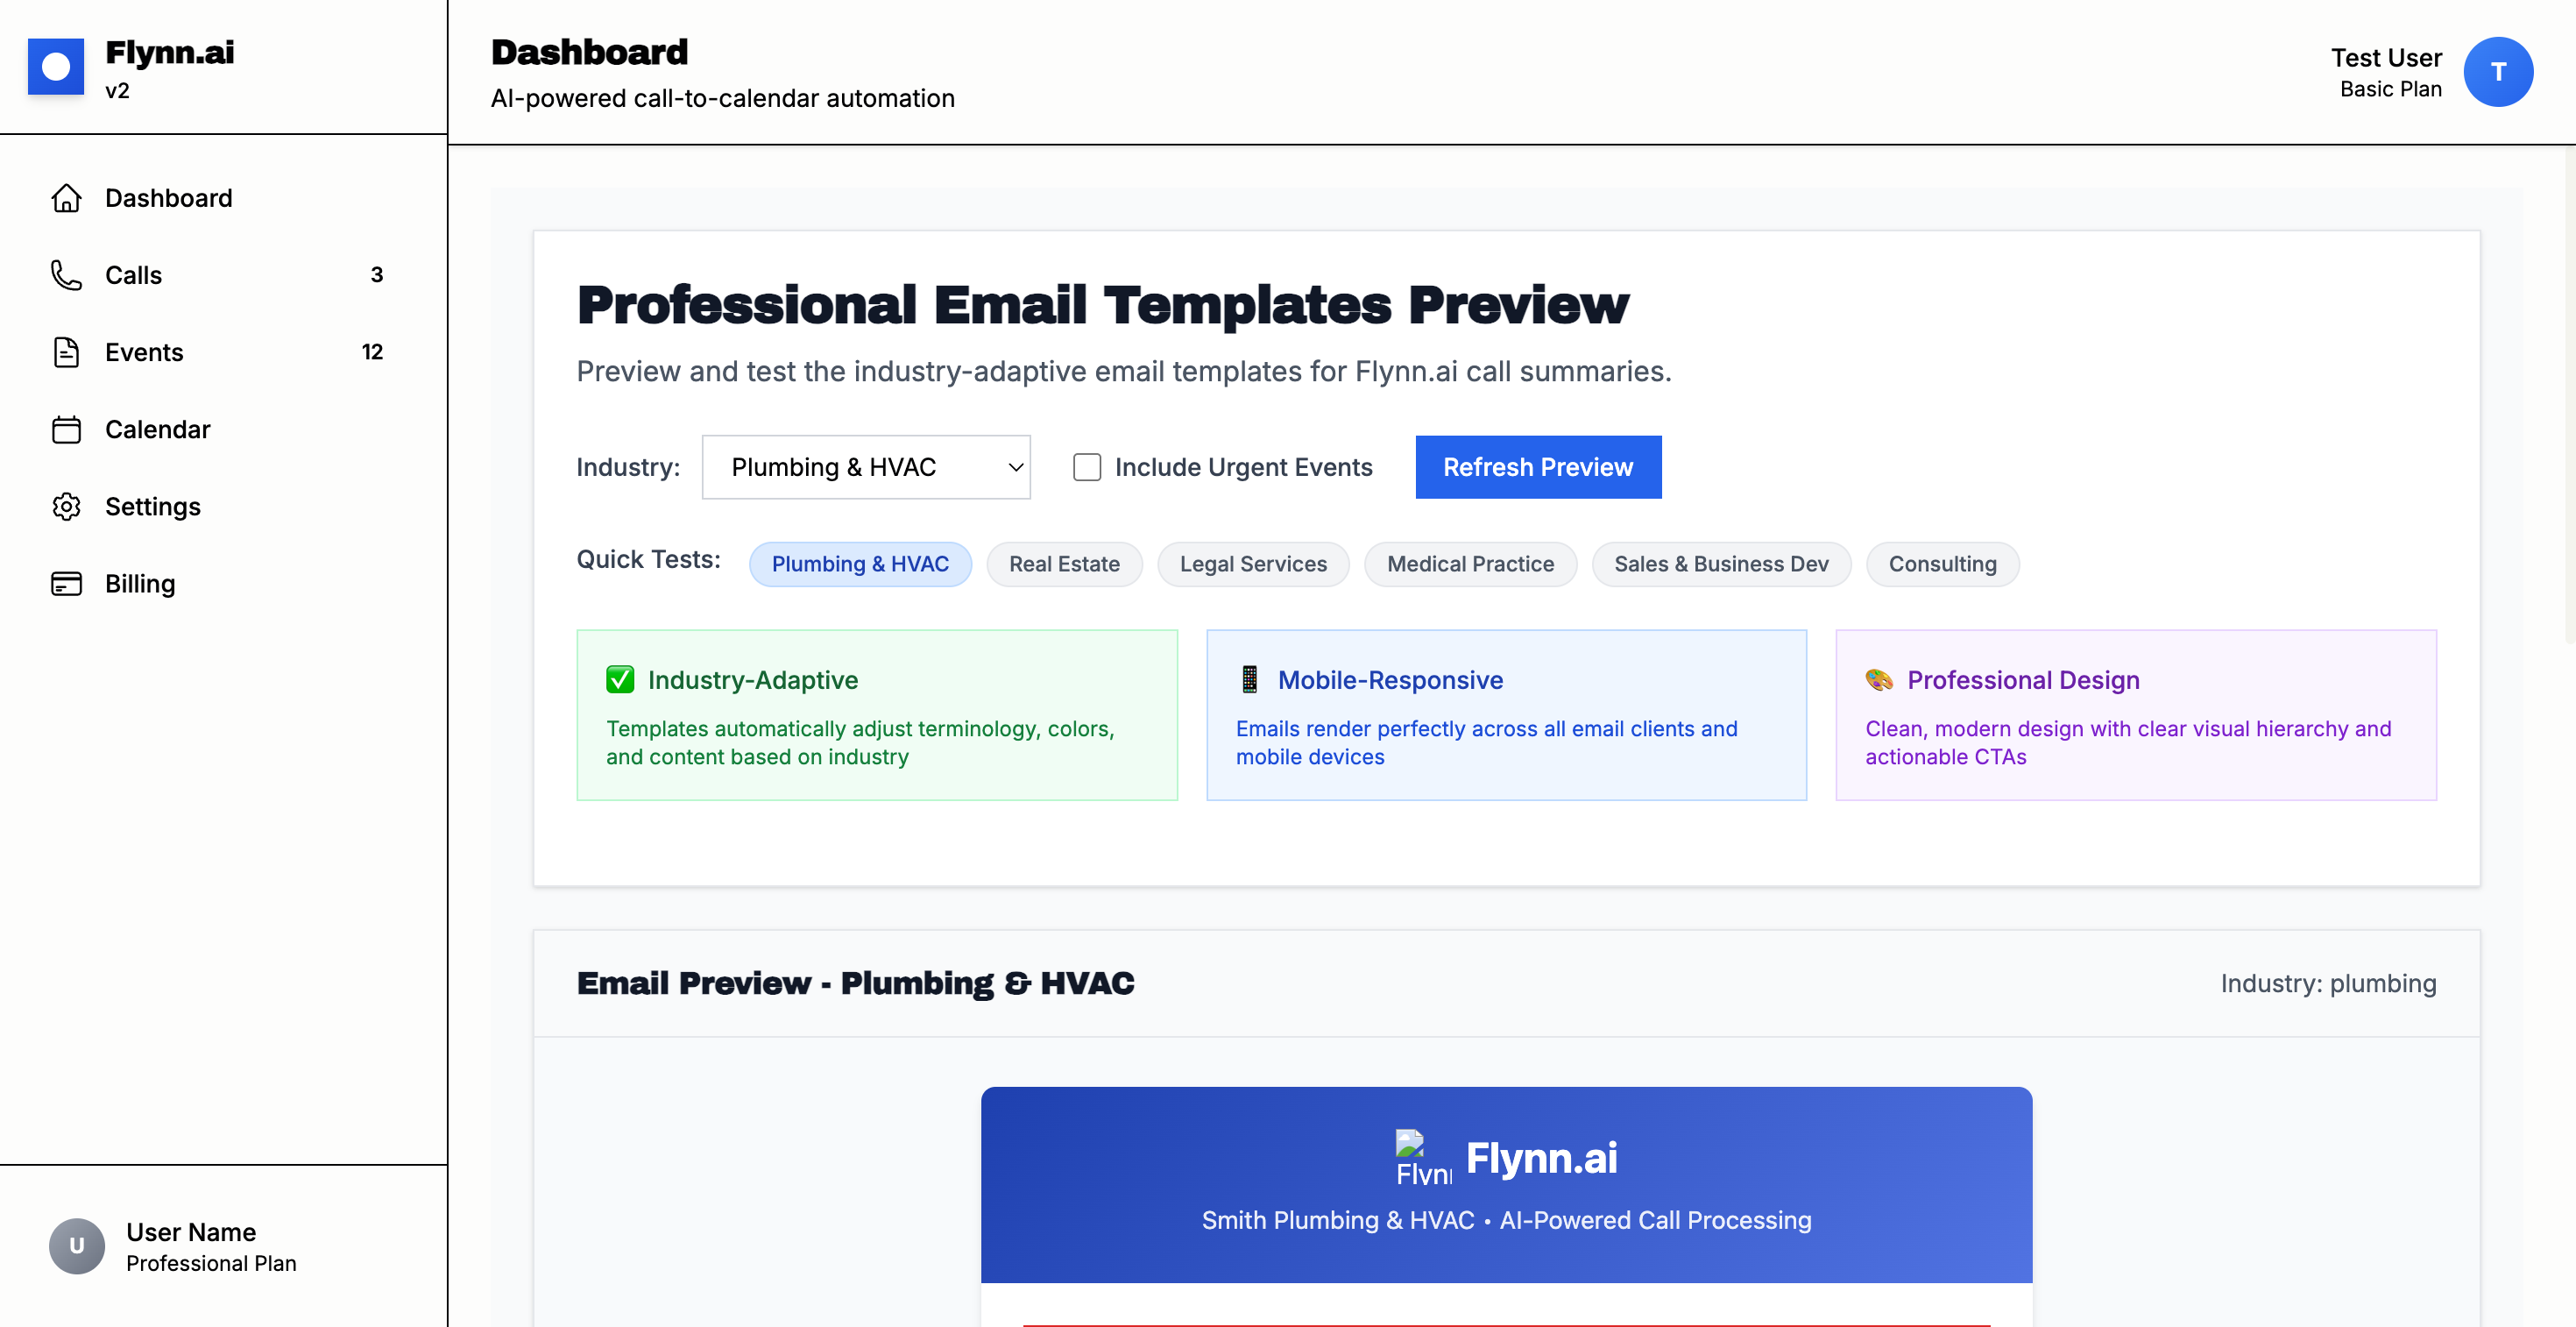 Flynn.ai
v2
Dashboard
Calls 3
Events 12
Calendar
Settings
Billing
U
User Name
Professional Plan
Dashboard
AI-powered call-to-calendar automation
Test User
Basic Plan
T
Professional Email Templates Preview
Preview and test the industry-adaptive email templates for Flynn.ai call summaries.
Industry: Plumbing & HVAC Include Urgent Events Refresh Preview
Quick Tests: Plumbing & HVAC Real Estate Legal Services Medical Practice Sales & Business Dev Consulting
Industry-Adaptive
Templates automatically adjust terminology, colors,
and content based on industry
Mobile-Responsive
Emails render perfectly across all email clients and
mobile devices
Professional Design
Clean, modern design with clear visual hierarchy and
actionable CTAs
Email Preview - Plumbing & HVAC Industry: plumbing
Flynn Flynn.ai
Smith Plumbing & HVAC • AI-Powered Call Processing